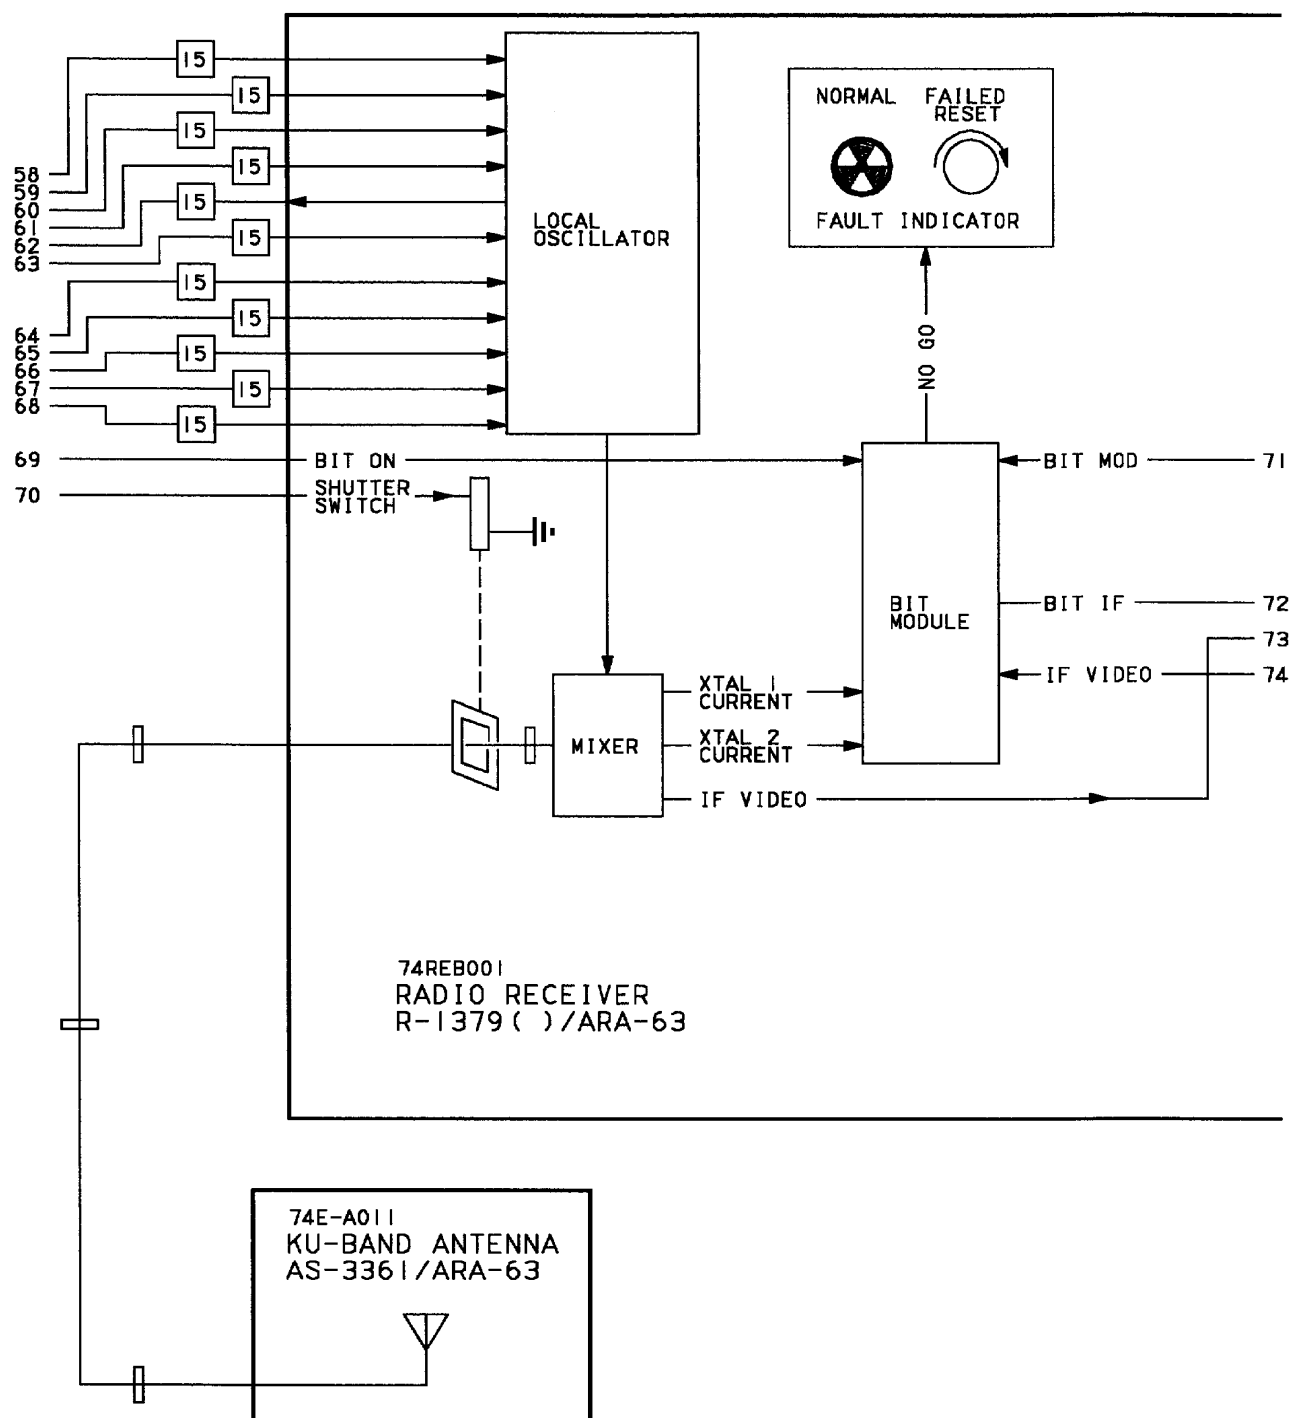 15
15
15
15
15
15
15
15
15
15
15
58
59
60
61
62
63
64
65
66
67
68
69
70
LOCAL
OSCILLATOR
NORMAL
FAILED
RESET
FAULT INDICATOR
NO GO
BIT ON
SHUTTER
SWITCH
BIT
MODULE
BIT MOD
71
BIT IF
72
73
IF VIDEO
74
MIXER
XTAL 1
CURRENT
XTAL 2
CURRENT
IF VIDEO
74REB001
RADIO RECEIVER
R-1379( )/ARA-63
74E-A011
KU-BAND ANTENNA
AS-3361/ARA-63